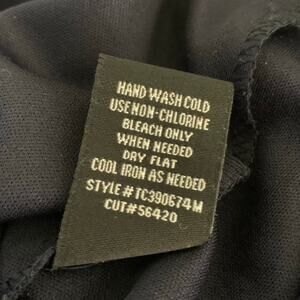 HAND WASH COLD
USE NON-CHLORINE
BLEACH ONLY
WHEN NEEDED
DRY FLAT
COOL IRON AS NEEDED
STYLE#TC390674M
CUT#56420